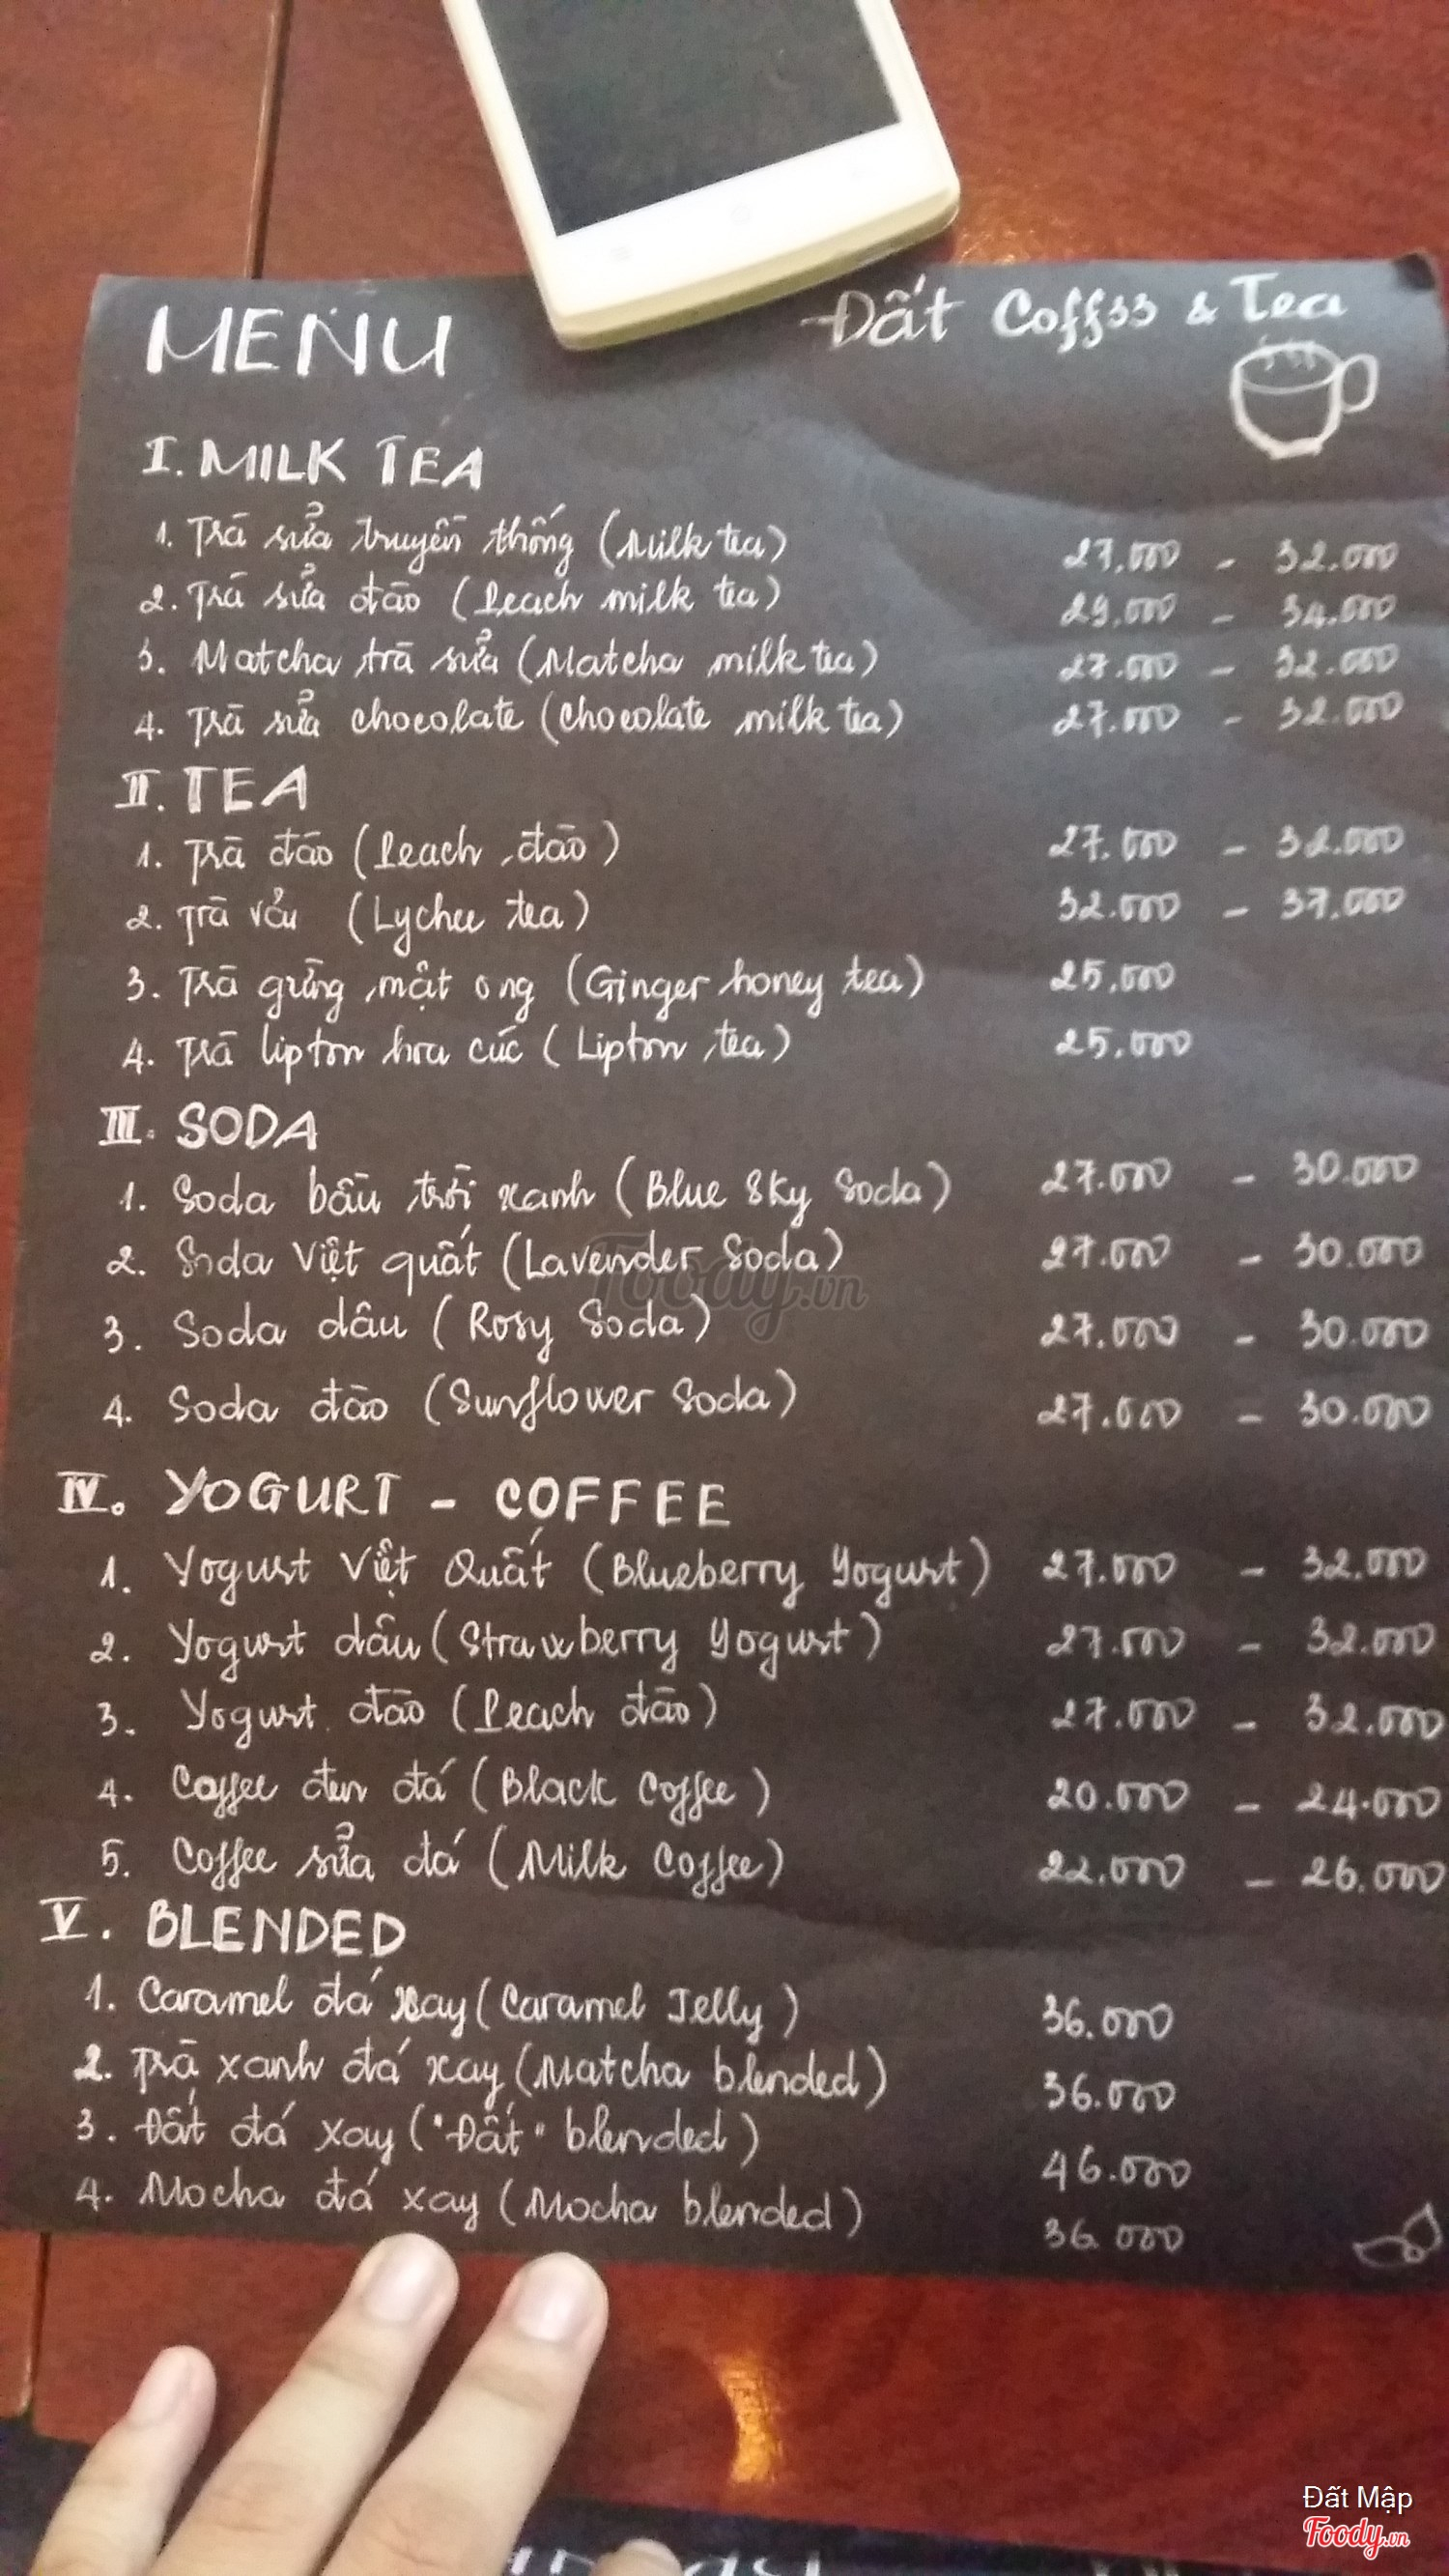 MENU
Đất Coffss & Tea
I. MILK TEA
1. Trà sửa truyền thống (Milk tea) 27.000 - 32.000
2. Trà sửa đào (Peach milk tea) 29.000 - 34.000
3. Matcha trà sửa (Matcha milk tea) 27.000 - 32.000
4. Trà sửa chocolate (Chocolate milk tea) 27.000 - 32.000
II. TEA
1. Trà đào (Peach đào) 27.000 - 32.000
2. Trà vải (Lychee tea) 32.000 - 37.000
3. Trà gừng mật ong (Ginger honey tea) 25.000
4. Trà lipton hoa cúc (Lipton tea) 25.000
III. SODA
1. Soda bầu trời xanh (Blue Sky Soda) 27.000 - 30.000
2. Soda Việt quất (Lavender Soda) 27.000 - 30.000
3. Soda dâu (Rosy Soda) 27.000 - 30.000
4. Soda đào (Sunflower Soda) 27.000 - 30.000
IV. YOGURT - COFFEE
1. Yogurt Việt Quất (Blueberry Yogurt) 27.000 - 32.000
2. Yogurt dâu (Strawberry Yogurt) 27.000 - 32.000
3. Yogurt đào (Peach đào) 27.000 - 32.000
4. Coffee đen đá (Black Coffee) 20.000 - 24.000
5. Coffee sửa đá (Milk Coffee) 22.000 - 26.000
V. BLENDED
1. Caramel đá xay (Caramel Jelly) 36.000
2. Trà xanh đá xay (Matcha blended) 36.000
3. Đất đá xay ("Đất" blended) 46.000
4. Mocha đá xay (Mocha blended) 36.000
Foody.vn
Đất Mập
Foody.vn